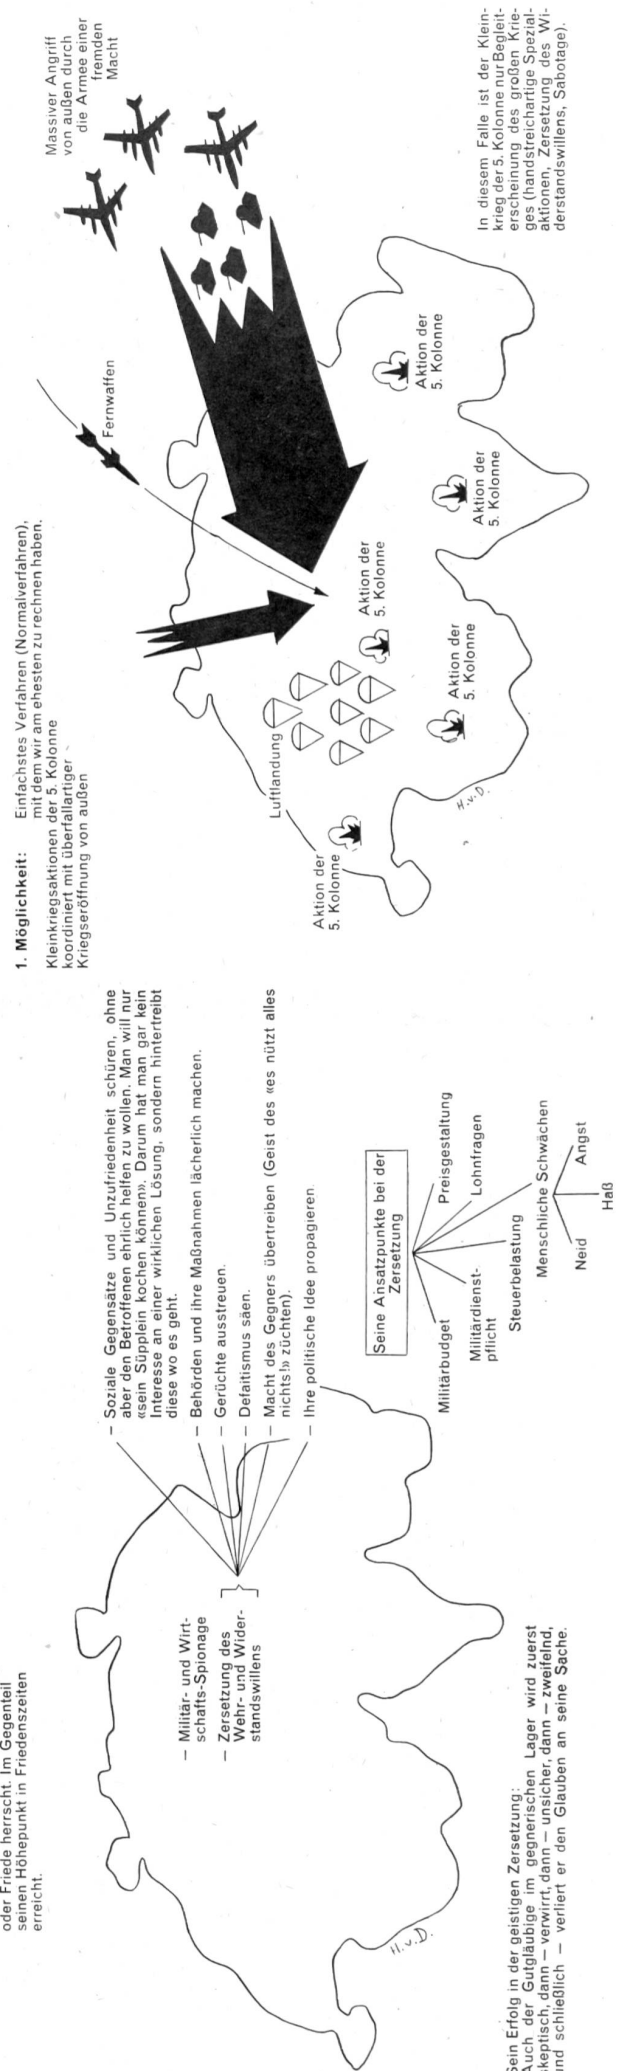 oder Friede herrscht. Im Gegenteil
seinen Höhepunkt in Friedenszeiten
erreicht.
– Militär- und Wirt-
schafts-Spionage
– Zersetzung des
Wehr- und Wider-
standswillens
– Soziale Gegensätze und Unzufriedenheit schüren, ohne
aber den Betroffenen ehrlich helfen zu wollen. Man will nur
«sein Süpplein kochen können». Darum hat man gar kein
Interesse an einer wirklichen Lösung, sondern hintertreibt
diese wo es geht.
– Behörden und ihre Maßnahmen lächerlich machen.
– Gerüchte ausstreuen.
– Defaitismus säen.
– Macht des Gegners übertreiben (Geist des «es nützt alles
nichts!» züchten).
– Ihre politische Idee propagieren.
Seine Ansatzpunkte bei der
Zersetzung
Militärbudget
Militärdienst-
pflicht
Steuerbelastung
Preisgestaltung
Lohnfragen
Menschliche Schwächen
Neid
Haß
Angst
H.v.D.
Sein Erfolg in der geistigen Zersetzung:
Auch der Gutgläubige im gegnerischen Lager wird zuerst
skeptisch, dann – verwirrt, dann – unsicher, dann – zweifelnd,
und schließlich – verliert er den Glauben an seine Sache.
1. Möglichkeit: Einfachstes Verfahren (Normalverfahren),
mit dem wir am ehesten zu rechnen haben.
Kleinkriegsaktionen der 5. Kolonne
koordiniert mit überfallartiger
Kriegseröffnung von außen
Massiver Angriff
von außen durch
die Armee einer
fremden
Macht
Fernwaffen
Luftlandung
Aktion der
5. Kolonne
Aktion der
5. Kolonne
Aktion der
5. Kolonne
Aktion der
5. Kolonne
Aktion der
5. Kolonne
H.v.D.
In diesem Falle ist der Klein-
krieg der 5. Kolonne nur Begleit-
erscheinung des großen Krie-
ges (handstreichartige Spezial-
aktionen, Zersetzung des Wi-
derstandswillens, Sabotage).